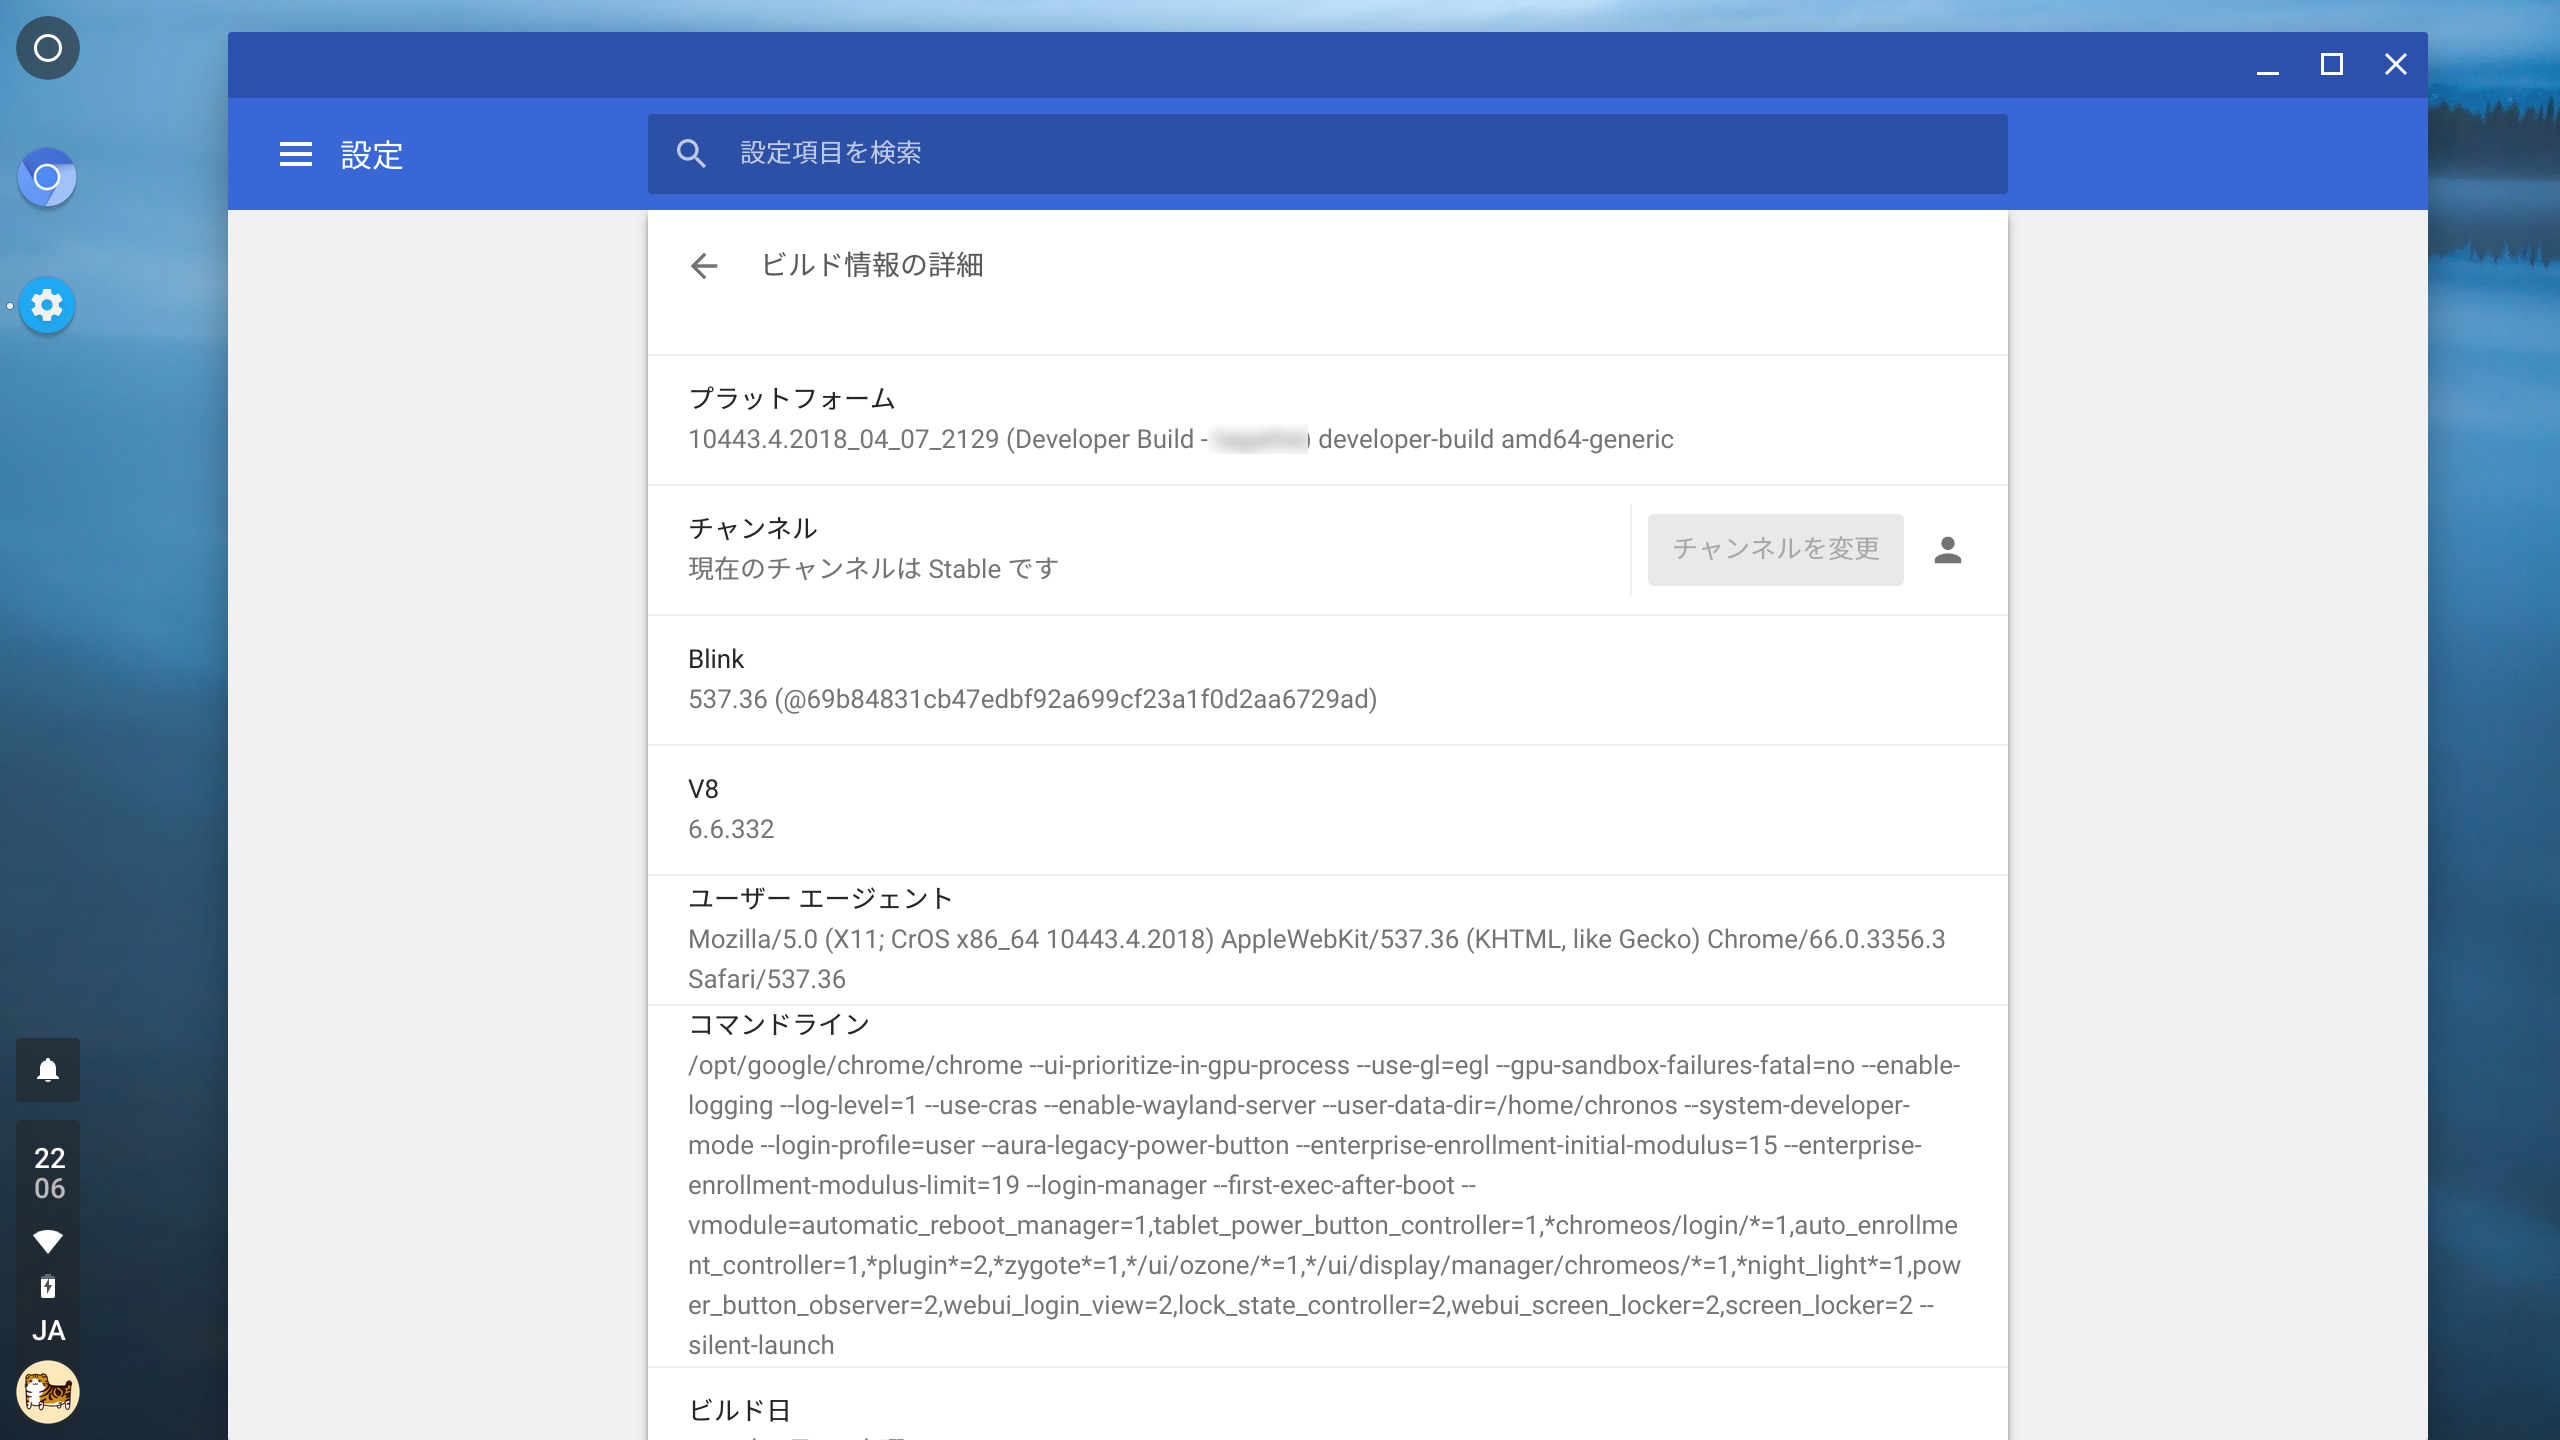 設定
設定項目を検索
ビルド情報の詳細
プラットフォーム
10443.4.2018_04_07_2129 (Developer Build - ) developer-build amd64-generic
チャンネル
現在のチャンネルは Stable です
チャンネルを変更
Blink
537.36 (@69b84831cb47edbf92a699cf23a1f0d2aa6729ad)
V8
6.6.332
ユーザー エージェント
Mozilla/5.0 (X11; CrOS x86_64 10443.4.2018) AppleWebKit/537.36 (KHTML, like Gecko) Chrome/66.0.3356.3
Safari/537.36
コマンドライン
/opt/google/chrome/chrome --ui-prioritize-in-gpu-process --use-gl=egl --gpu-sandbox-failures-fatal=no --enable-
logging --log-level=1 --use-cras --enable-wayland-server --user-data-dir=/home/chronos --system-developer-
mode --login-profile=user --aura-legacy-power-button --enterprise-enrollment-initial-modulus=15 --enterprise-
enrollment-modulus-limit=19 --login-manager --first-exec-after-boot --
vmodule=automatic_reboot_manager=1,tablet_power_button_controller=1,*chromeos/login/*=1,auto_enrollme
nt_controller=1,*plugin*=2,*zygote*=1,*/ui/ozone/*=1,*/ui/display/manager/chromeos/*=1,*night_light*=1,pow
er_button_observer=2,webui_login_view=2,lock_state_controller=2,webui_screen_locker=2,screen_locker=2 --
silent-launch
ビルド日
22
06
JA